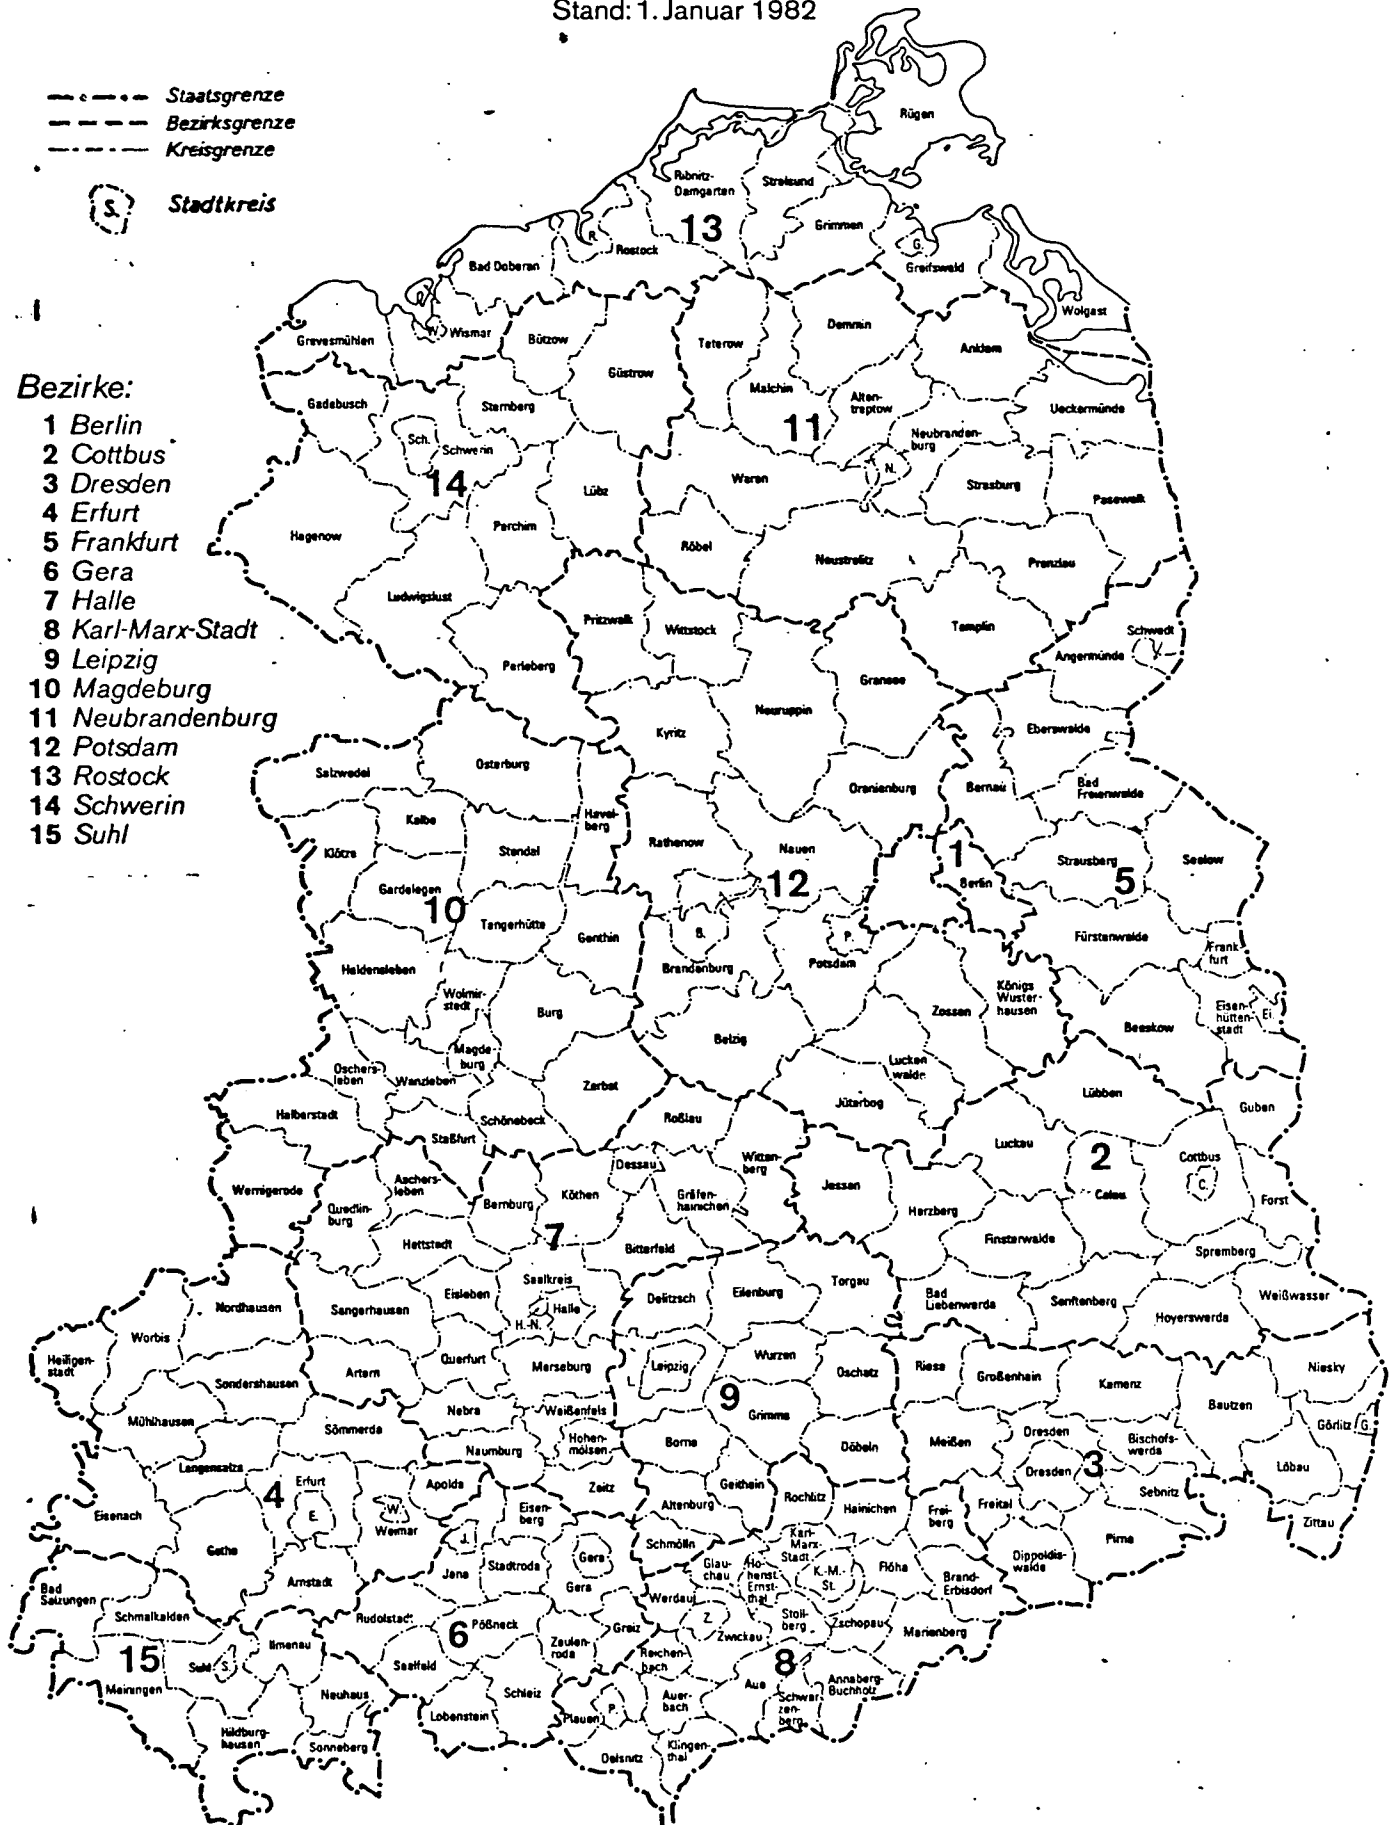 Stand: 1. Januar 1982
Staatsgrenze
Bezirksgrenze
Kreisgrenze
S.
Stadtkreis
Bezirke:
1 Berlin
2 Cottbus
3 Dresden
4 Erfurt
5 Frankfurt
6 Gera
7 Halle
8 Karl-Marx-Stadt
9 Leipzig
10 Magdeburg
11 Neubrandenburg
12 Potsdam
13 Rostock
14 Schwerin
15 Suhl
Rügen
Ribnitz-
Damgarten
Stralsund
13
Grimmen
R.
Rostock
G.
Greifswald
Bad Doberan
Wolgast
W.
Wismar
Grevesmühlen
Bützow
Teterow
Demmin
Anklam
Güstrow
Malchin
Alten-
treptow
Ueckermünde
Gadebusch
Sternberg
11
Neubranden-
burg
Sch.
Schwerin
N.
14
Lübz
Waren
Strasburg
Pasewalk
Hagenow
Parchim
Röbel
Neustrelitz
Prenzlau
Ludwigslust
Pritzwalk
Wittstock
Templin
Schwedt
Angermünde
Perleberg
Gransee
Neuruppin
Kyritz
Eberswalde
Salzwedel
Osterburg
Oranienburg
Bernau
Bad
Freienwalde
Kalbe
Havel-
berg
Rathenow
Nauen
Klötze
Stendal
1
Berlin
Strausberg
5
Seelow
Gardelegen
10
12
Tangerhütte
Genthin
B.
Brandenburg
P.
Potsdam
Fürstenwalde
Frank
furt
Haldensleben
Wolmir-
stedt
Burg
Zossen
Königs
Wuster-
hausen
Beeskow
Eisen-
hütten-
stadt
Ei.
Belzig
Magde-
burg
Oschers-
leben
Wanzleben
Zerbst
Lucken
walde
Jüterbog
Lübben
Guben
Halberstadt
Schönebeck
Roßlau
Staßfurt
Luckau
2
Cottbus
C.
Wernigerode
Aschers-
leben
Dessau
Witten-
berg
Jessen
Calau
Forst
Quedlin-
burg
Bernburg
Köthen
Gräfen-
hainichen
Herzberg
Finsterwalde
Hettstedt
7
Bitterfeld
Spremberg
Nordhausen
Sangerhausen
Eisleben
Saalkreis
Halle
H.-N.
Delitzsch
Eilenburg
Torgau
Bad
Liebenwerda
Senftenberg
Hoyerswerda
Weißwasser
Worbis
Heiligen-
stadt
Artern
Querfurt
Merseburg
Leipzig
Wurzen
Oschatz
Riesa
Großenhain
Kamenz
Niesky
Sondershausen
9
Grimma
Bautzen
Mühlhausen
Nebra
Weißenfels
Görlitz
G.
Sömmerda
Hohen-
mölsen
Borna
Döbeln
Meißen
Dresden
Bischofs-
werda
Naumburg
Löbau
Langensalza
Erfurt
4
E.
Apolda
Zeitz
Geithain
Altenburg
Rochlitz
Hainichen
Dresden
3
Sebnitz
Eisenach
W.
Weimar
Eisen-
berg
Frei-
berg
Freital
Zittau
Pirna
Gotha
J.
Jena
Stadtroda
Gera
Gera
Schmölln
Glau-
chau
Ho-
henst.
Ernst-
thal
Karl-
Marx-
Stadt
K.-M.-
St.
Flöha
Brand-
Erbisdorf
Dippoldis-
walde
Bad
Salzungen
Arnstadt
Werdau
Schmalkalden
Rudolstadt
Pößneck
6
Greiz
Z.
Zwickau
Stoll-
berg
Zschopau
Marienberg
15
Suhl
S.
Ilmenau
Zeulen-
roda
Reichen-
bach
8
Saalfeld
Meiningen
Neuhaus
Schleiz
Lobenstein
Plauen
P.
Auer-
bach
Aue
Schwar
zen-
berg
Annaberg-
Buchholz
Hildburg-
hausen
Sonneberg
Oelsnitz
Klingen-
thal